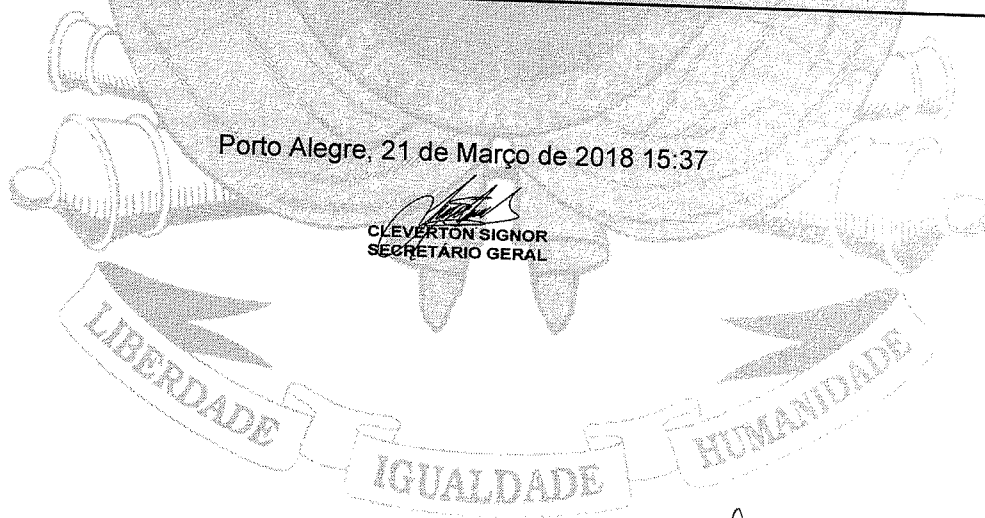 Porto Alegre, 21 de Março de 2018 15:37
CLEVERTON SIGNOR
SECRETÁRIO GERAL
LIBERDADE
IGUALDADE
HUMANIDADE